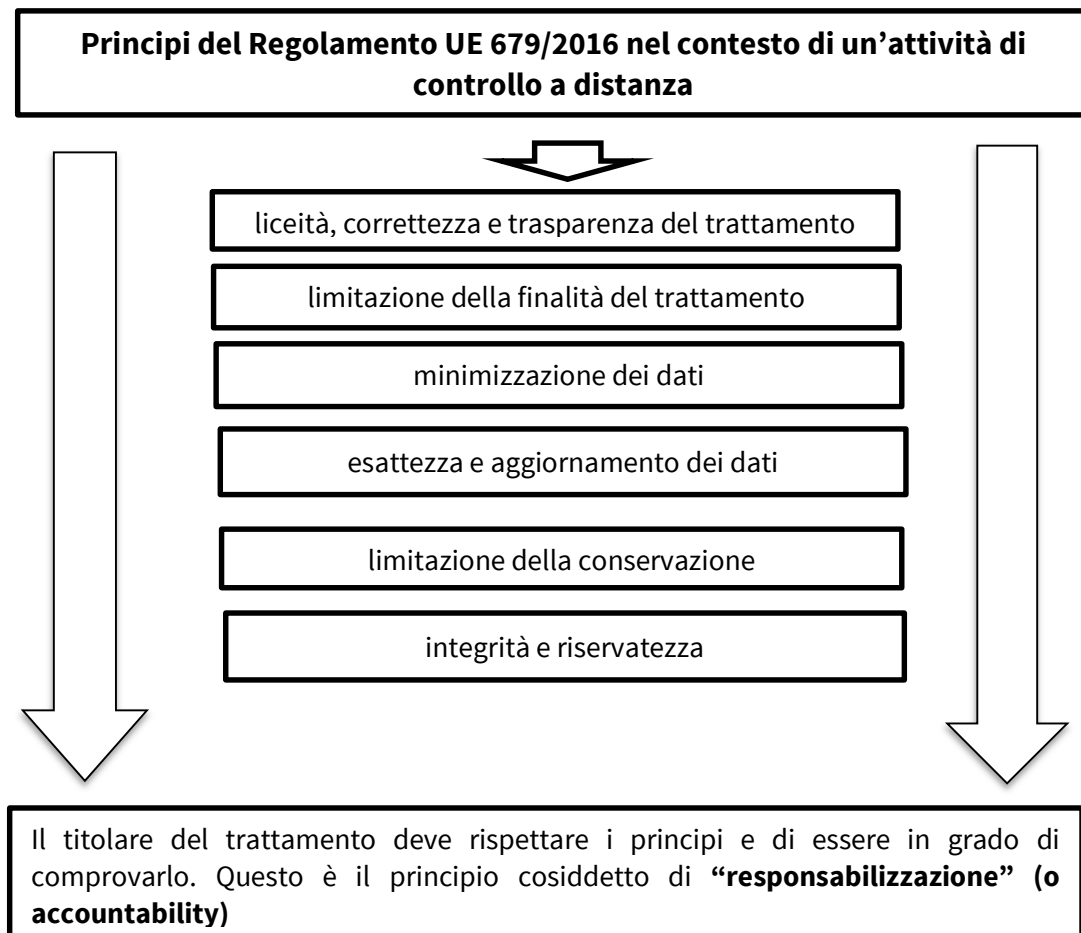 Principi del Regolamento UE 679/2016 nel contesto di un’attività di
controllo a distanza
liceità, correttezza e trasparenza del trattamento
limitazione della finalità del trattamento
minimizzazione dei dati
esattezza e aggiornamento dei dati
limitazione della conservazione
integrità e riservatezza
Il titolare del trattamento deve rispettare i principi e di essere in grado di
comprovarlo. Questo è il principio cosiddetto di “responsabilizzazione” (o
accountability)